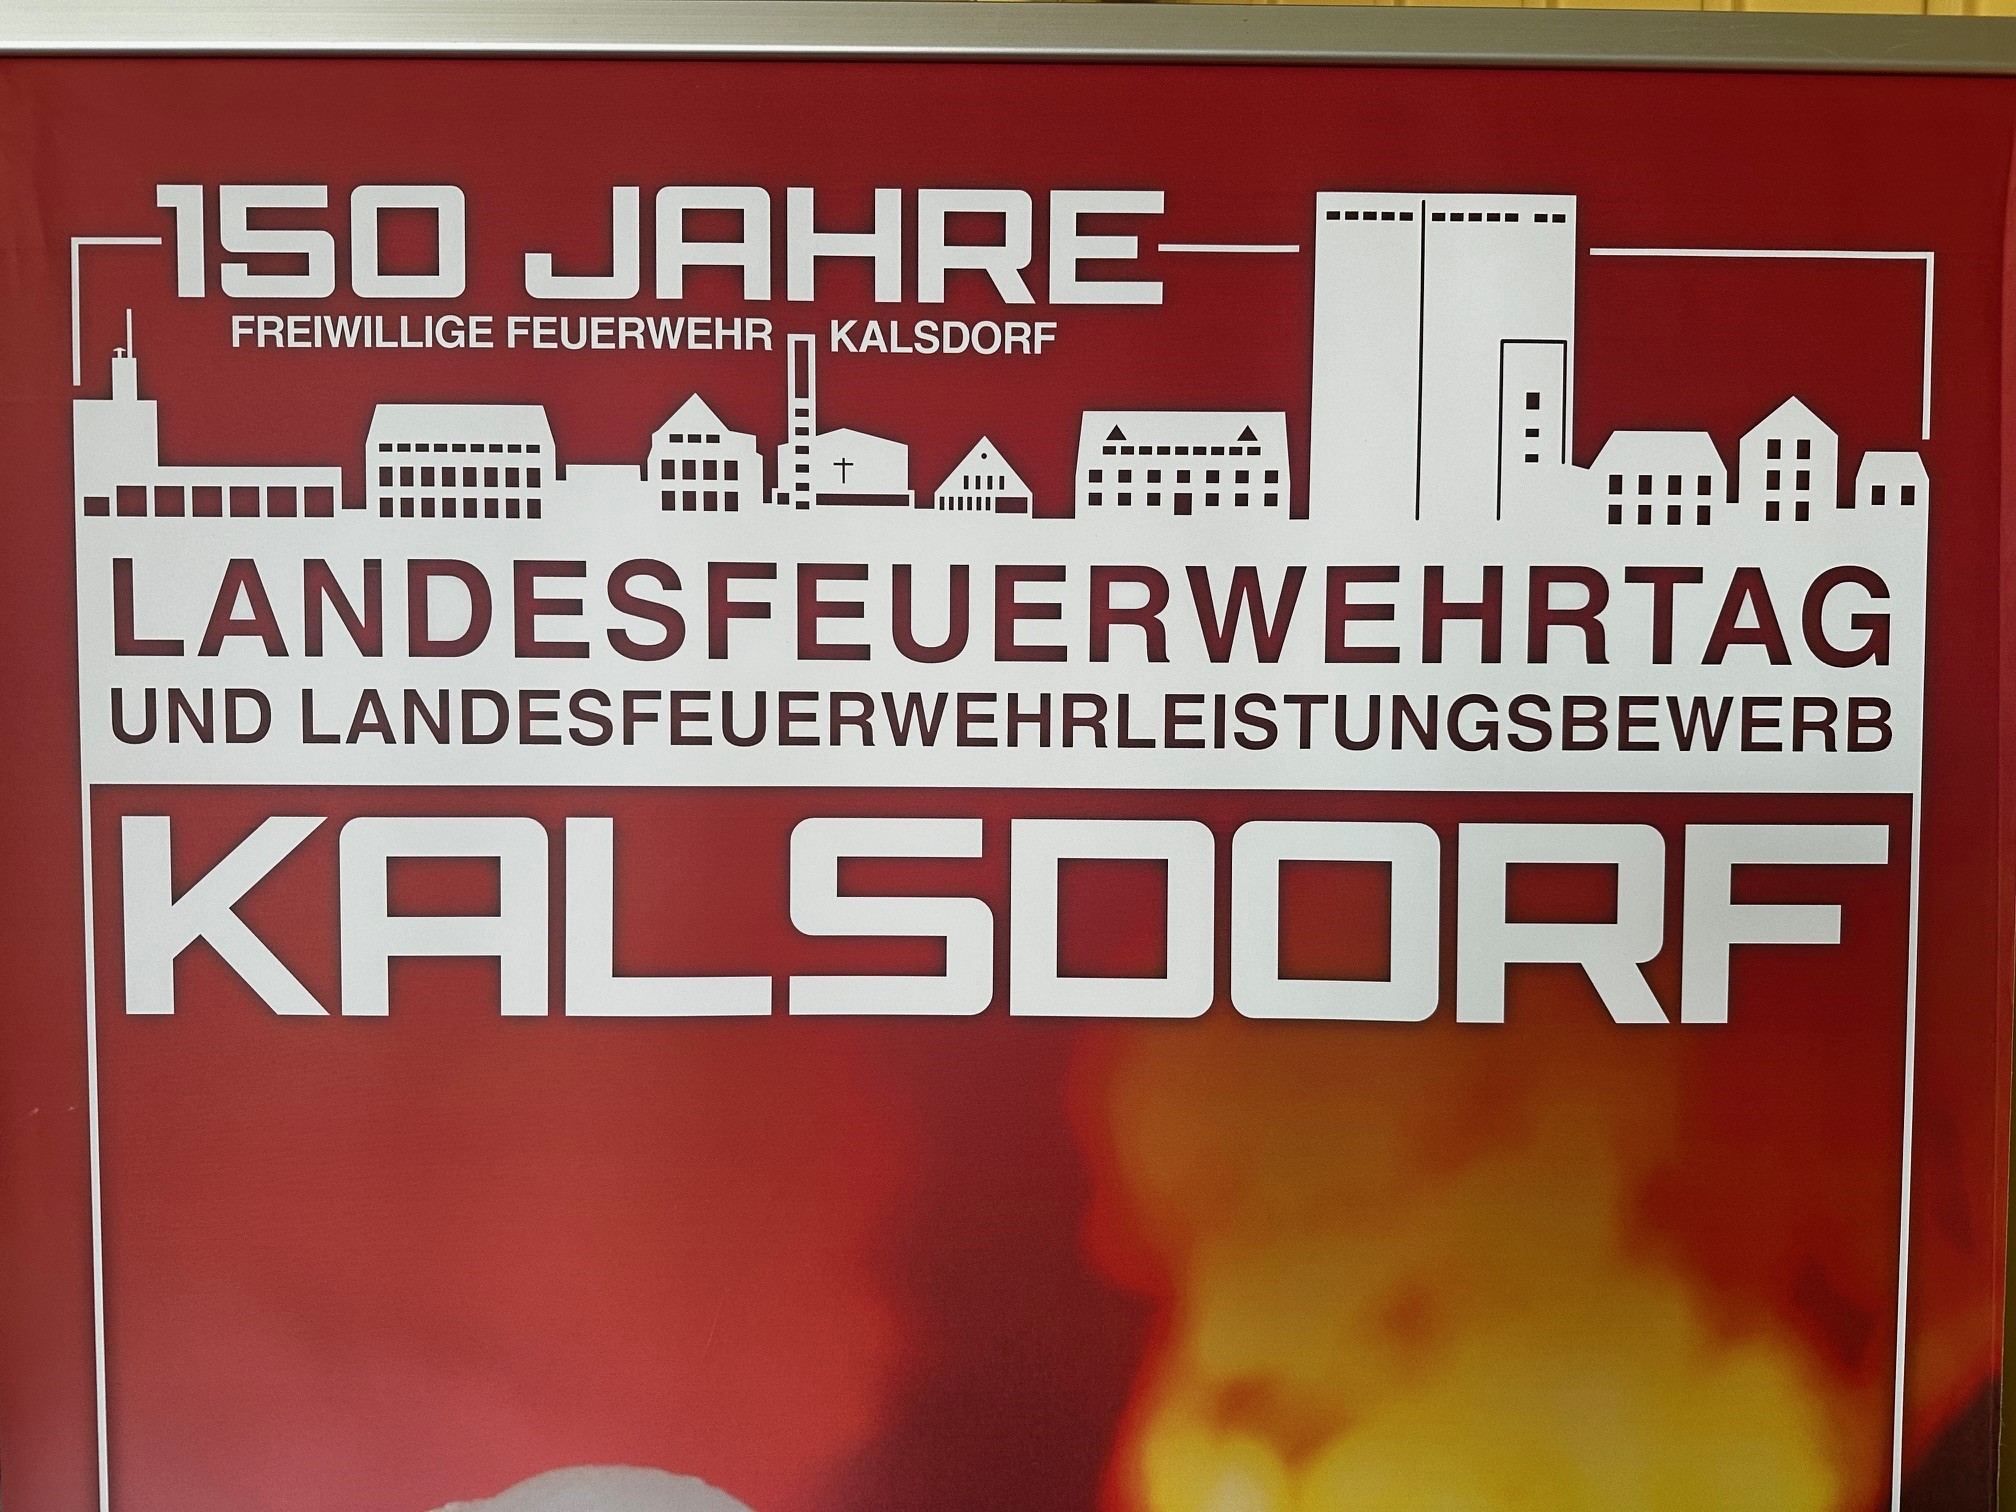 150 JAHRE
FREIWILLIGE FEUERWEHR KALSDORF
LANDESFEUERWEHRTAG
UND LANDESFEUERWEHRLEISTUNGSBEWERB
KALSDORF